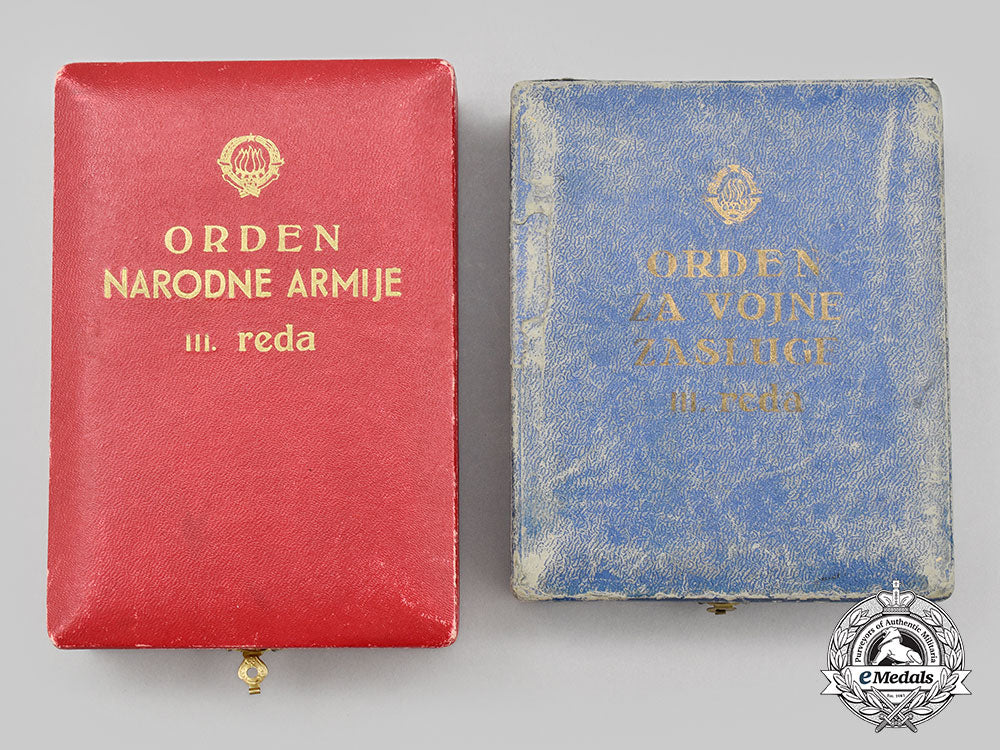 ORDEN
NARODNE ARMIJE
III. reda
ORDEN
ZA VOJNE
ZASLUGE
III. reda
Purveyors of Authentic Militaria
eMedals